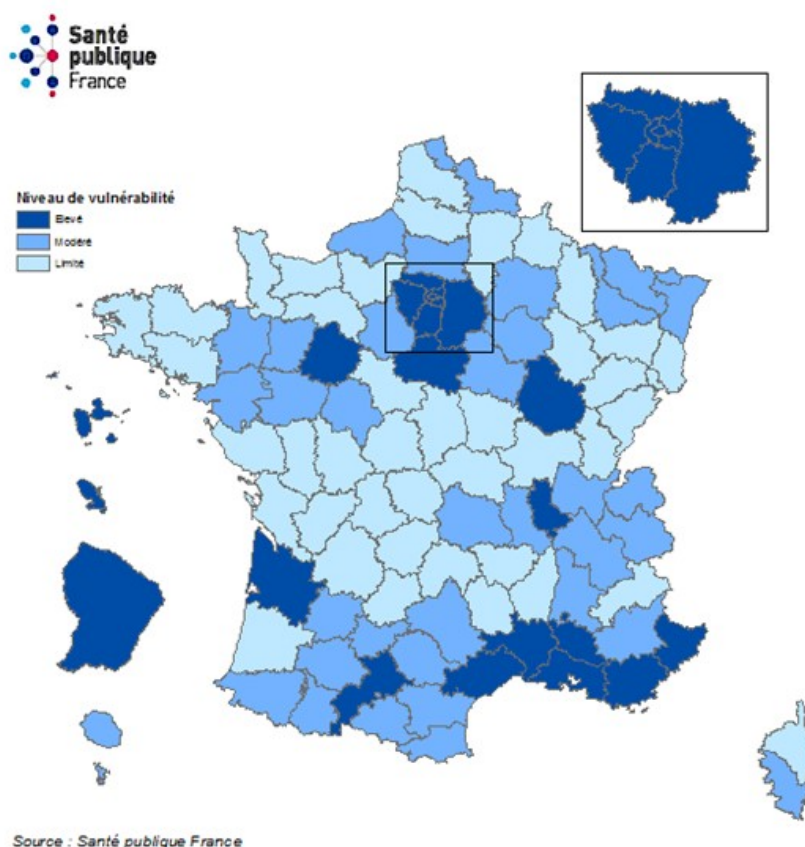 Santé
publique
France
Niveau de vulnérabilité
Elevé
Modéré
Limité
Source : Santé publique France